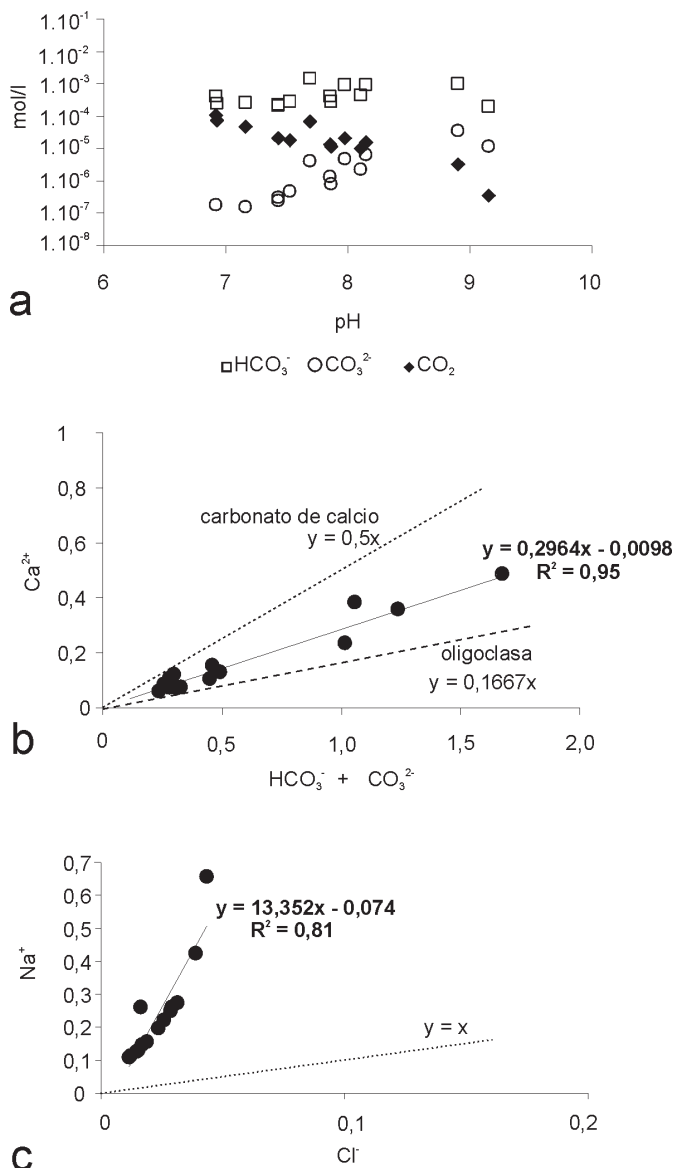 1.10⁻¹
1.10⁻²
1.10⁻³
1.10⁻⁴
1.10⁻⁵
1.10⁻⁶
1.10⁻⁷
1.10⁻⁸
mol/l
6 7 8 9 10
pH
a
HCO₃⁻ CO₃²⁻ CO₂
1
0,8
0,6
0,4
0,2
0
Ca²⁺
carbonato de calcio
y = 0,5x
y = 0,2964x - 0,0098
R² = 0,95
oligoclasa
y = 0,1667x
0 0,5 1,0 1,5 2,0
b
HCO₃⁻ + CO₃²⁻
0,7
0,6
0,5
0,4
0,3
0,2
0,1
0
Na⁺
y = 13,352x - 0,074
R² = 0,81
y = x
0 0,1 0,2
c
Cl⁻